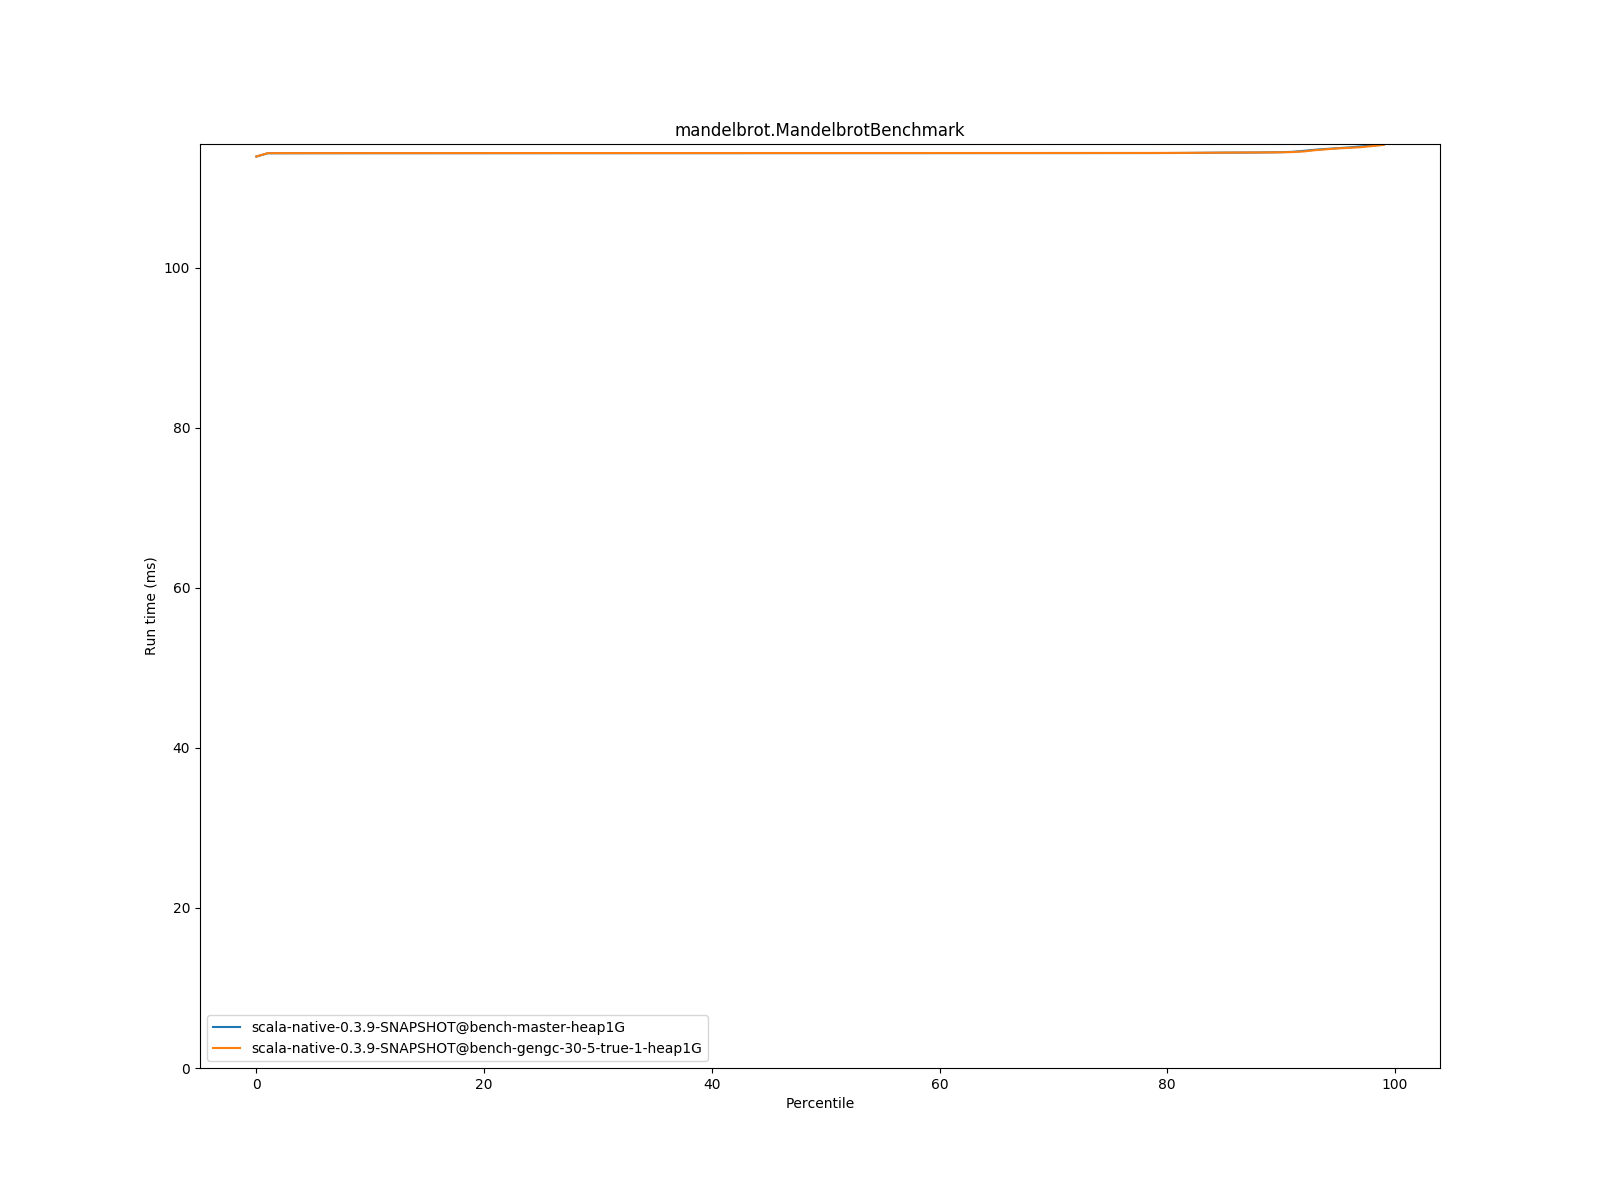 mandelbrot.MandelbrotBenchmark
100
80
60
40
20
0
Run time (ms)
scala-native-0.3.9-SNAPSHOT@bench-master-heap1G
scala-native-0.3.9-SNAPSHOT@bench-gengc-30-5-true-1-heap1G
0 20 40 60 80 100
Percentile